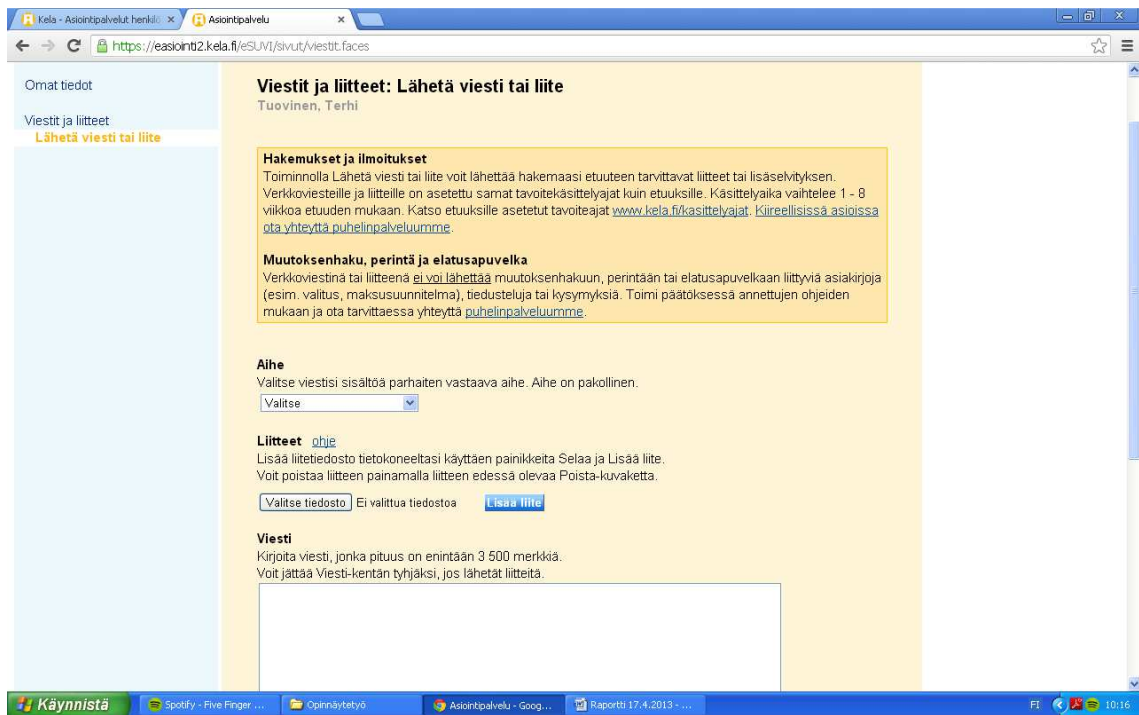 Kela - Asiointipalvelut henkilö
Asiointipalvelu
https://easiointi2.kela.fi/eSUVI/sivut/viestit.faces
Omat tiedot
Viestit ja liitteet
Lähetä viesti tai liite
Viestit ja liitteet: Lähetä viesti tai liite
Tuovinen, Terhi
Hakemukset ja ilmoitukset
Toiminnolla Lähetä viesti tai liite voit lähettää hakemaasi etuuteen tarvittavat liitteet tai lisäselvityksen.
Verkkoviesteille ja liitteille on asetettu samat tavoitekäsittelyajat kuin etuuksille. Käsittelyaika vaihtelee 1 - 8
viikkoa etuuden mukaan. Katso etuuksille asetetut tavoiteajat www.kela.fi/kasittelyajat. Kiireellisissä asioissa
ota yhteyttä puhelinpalveluumme.
Muutoksenhaku, perintä ja elatusapuvelka
Verkkoviestinä tai liitteenä ei voi lähettää muutoksenhakuun, perintään tai elatusapuvelkaan liittyviä asiakirjoja
(esim. valitus, maksusuunnitelma), tiedusteluja tai kysymyksiä. Toimi päätöksessä annettujen ohjeiden
mukaan ja ota tarvittaessa yhteyttä puhelinpalveluumme.
Aihe
Valitse viestisi sisältöä parhaiten vastaava aihe. Aihe on pakollinen.
Valitse
Liitteet ohje
Lisää liitetiedosto tietokoneeltasi käyttäen painikkeita Selaa ja Lisää liite.
Voit poistaa liitteen painamalla liitteen edessä olevaa Poista-kuvaketta.
Valitse tiedosto Ei valittua tiedostoa Lisää liite
Viesti
Kirjoita viesti, jonka pituus on enintään 3 500 merkkiä.
Voit jättää Viesti-kentän tyhjäksi, jos lähetät liitteitä.
Käynnistä Spotify - Five Finger ... Opinnäytetyö Asiointipalvelu - Goog... Raportti 17.4.2013 - ... FI 10:16